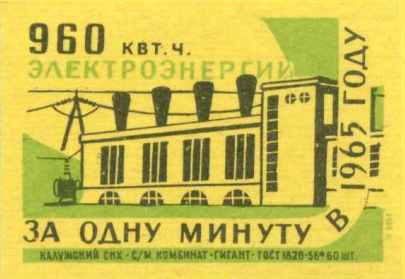 960 КВТ.Ч.
ЭЛЕКТРОЭНЕРГИИ
ЗА ОДНУ МИНУТУ В 1965 ГОДУ
КАЛУЖСКИЙ СНХ - С/М КОМБИНАТ - ГИГАНТ - ГОСТ 1820-56 * 60 ШТ.